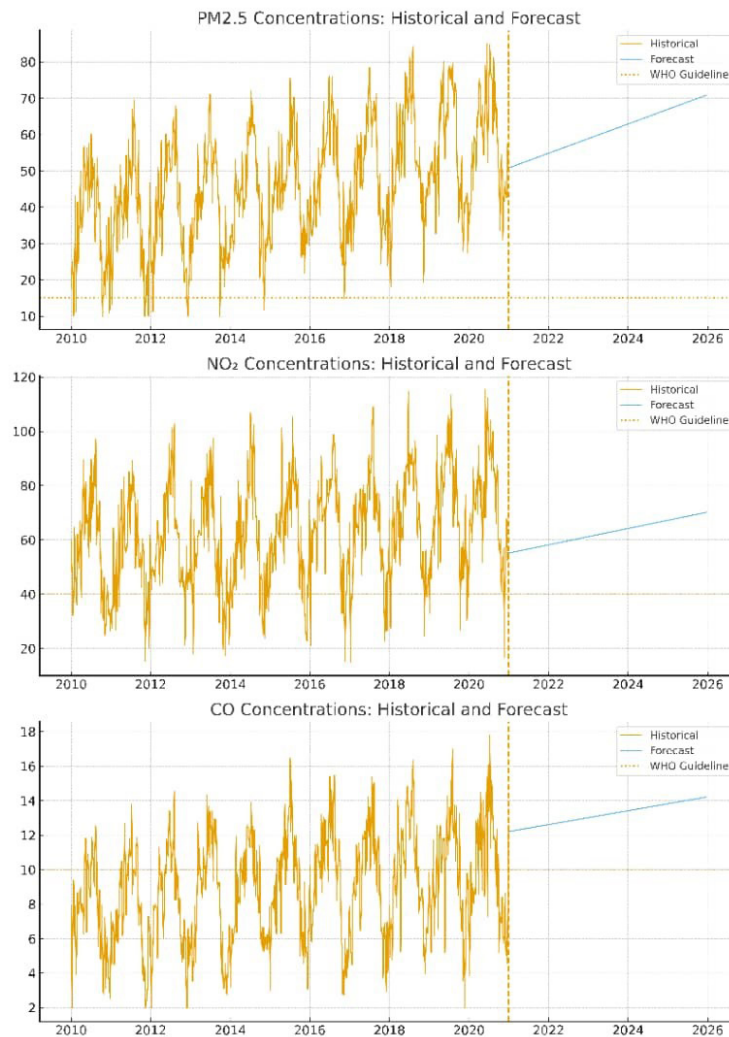 PM2.5 Concentrations: Historical and Forecast
Historical
Forecast
WHO Guideline
80
70
60
50
40
30
20
10
2010 2012 2014 2016 2018 2020 2022 2024 2026
NO₂ Concentrations: Historical and Forecast
Historical
Forecast
WHO Guideline
120
100
80
60
40
20
2010 2012 2014 2016 2018 2020 2022 2024 2026
CO Concentrations: Historical and Forecast
Historical
Forecast
WHO Guideline
18
16
14
12
10
8
6
4
2
2010 2012 2014 2016 2018 2020 2022 2024 2026